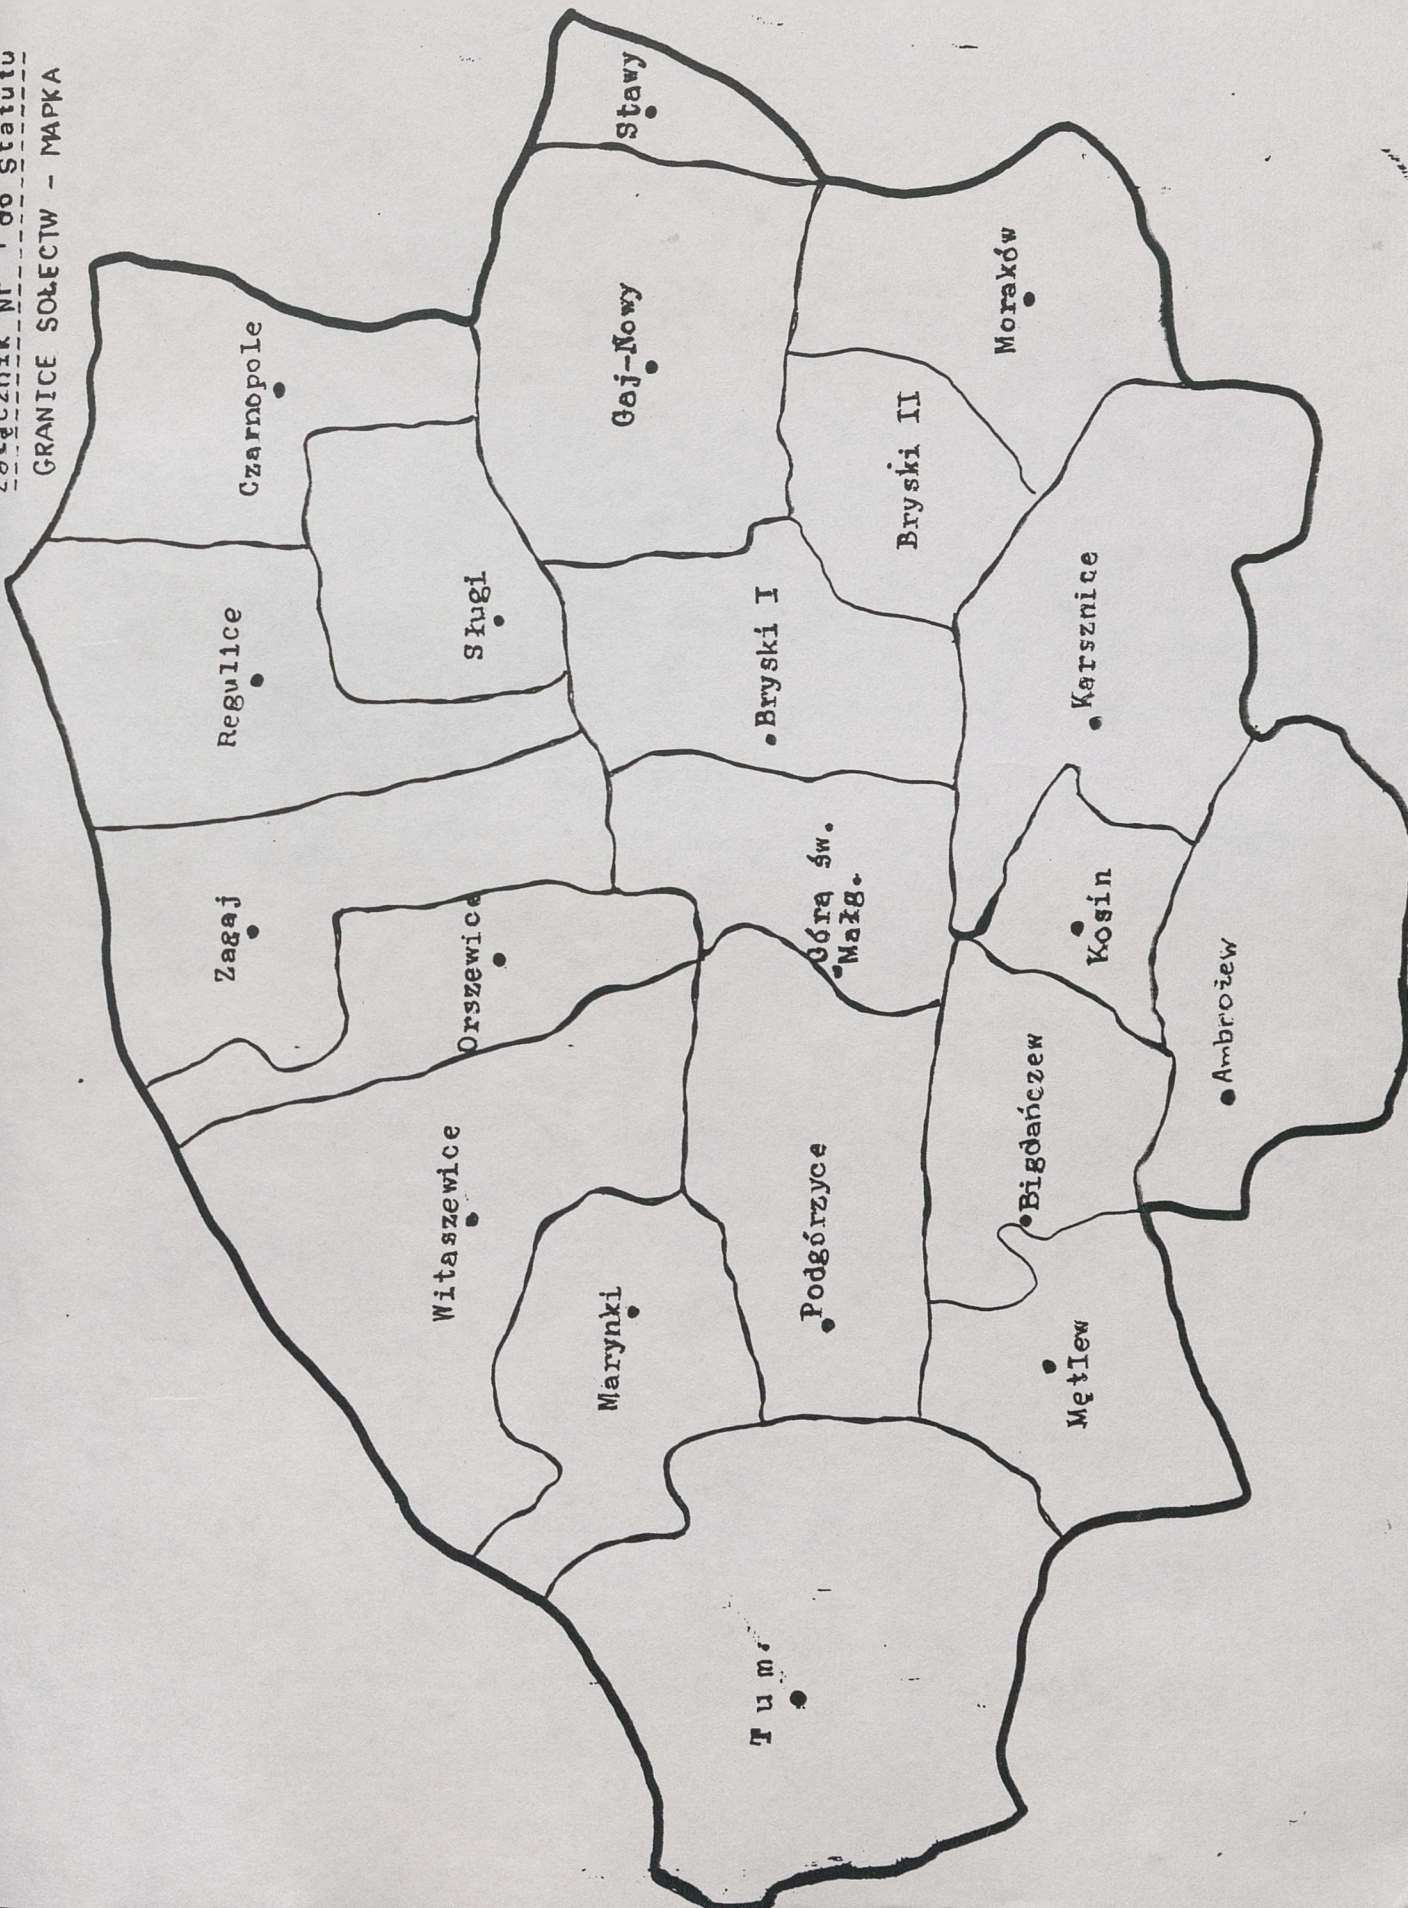 Załącznik Nr 1 do Statutu
GRANICE SOŁECTW - MAPKA
Czarnopole
Regulice
Zagaj
Sługi
Orszewice
Witaszewice
Stawy
Gaj-Nowy
Marynki
Bryski I
Góra św.
Małg.
Podgórzyce
Tum.
Moraków
Bryski II
Karsznice
Kosin
Bigdańczew
Mętlew
Ambrożew